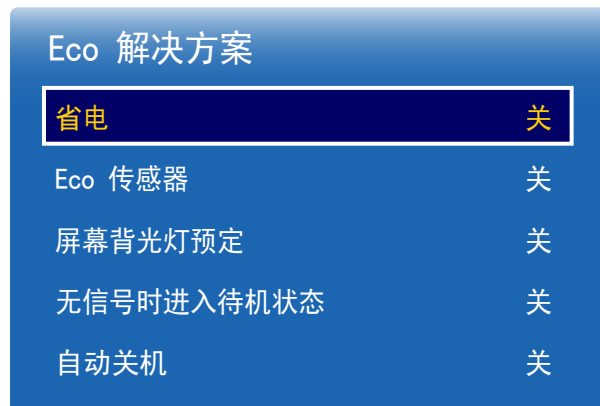 Eco 解决方案
省电 关
Eco 传感器 关
屏幕背光灯预定 关
无信号时进入待机状态 关
自动关机 关